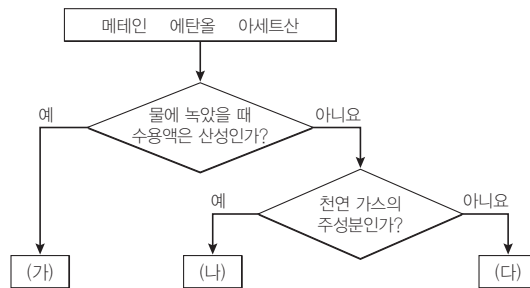 메테인 에탄올 아세트산
물에 녹았을 때
수용액은 산성인가?
예
아니요
천연 가스의
주성분인가?
예
아니요
(가)
(나)
(다)